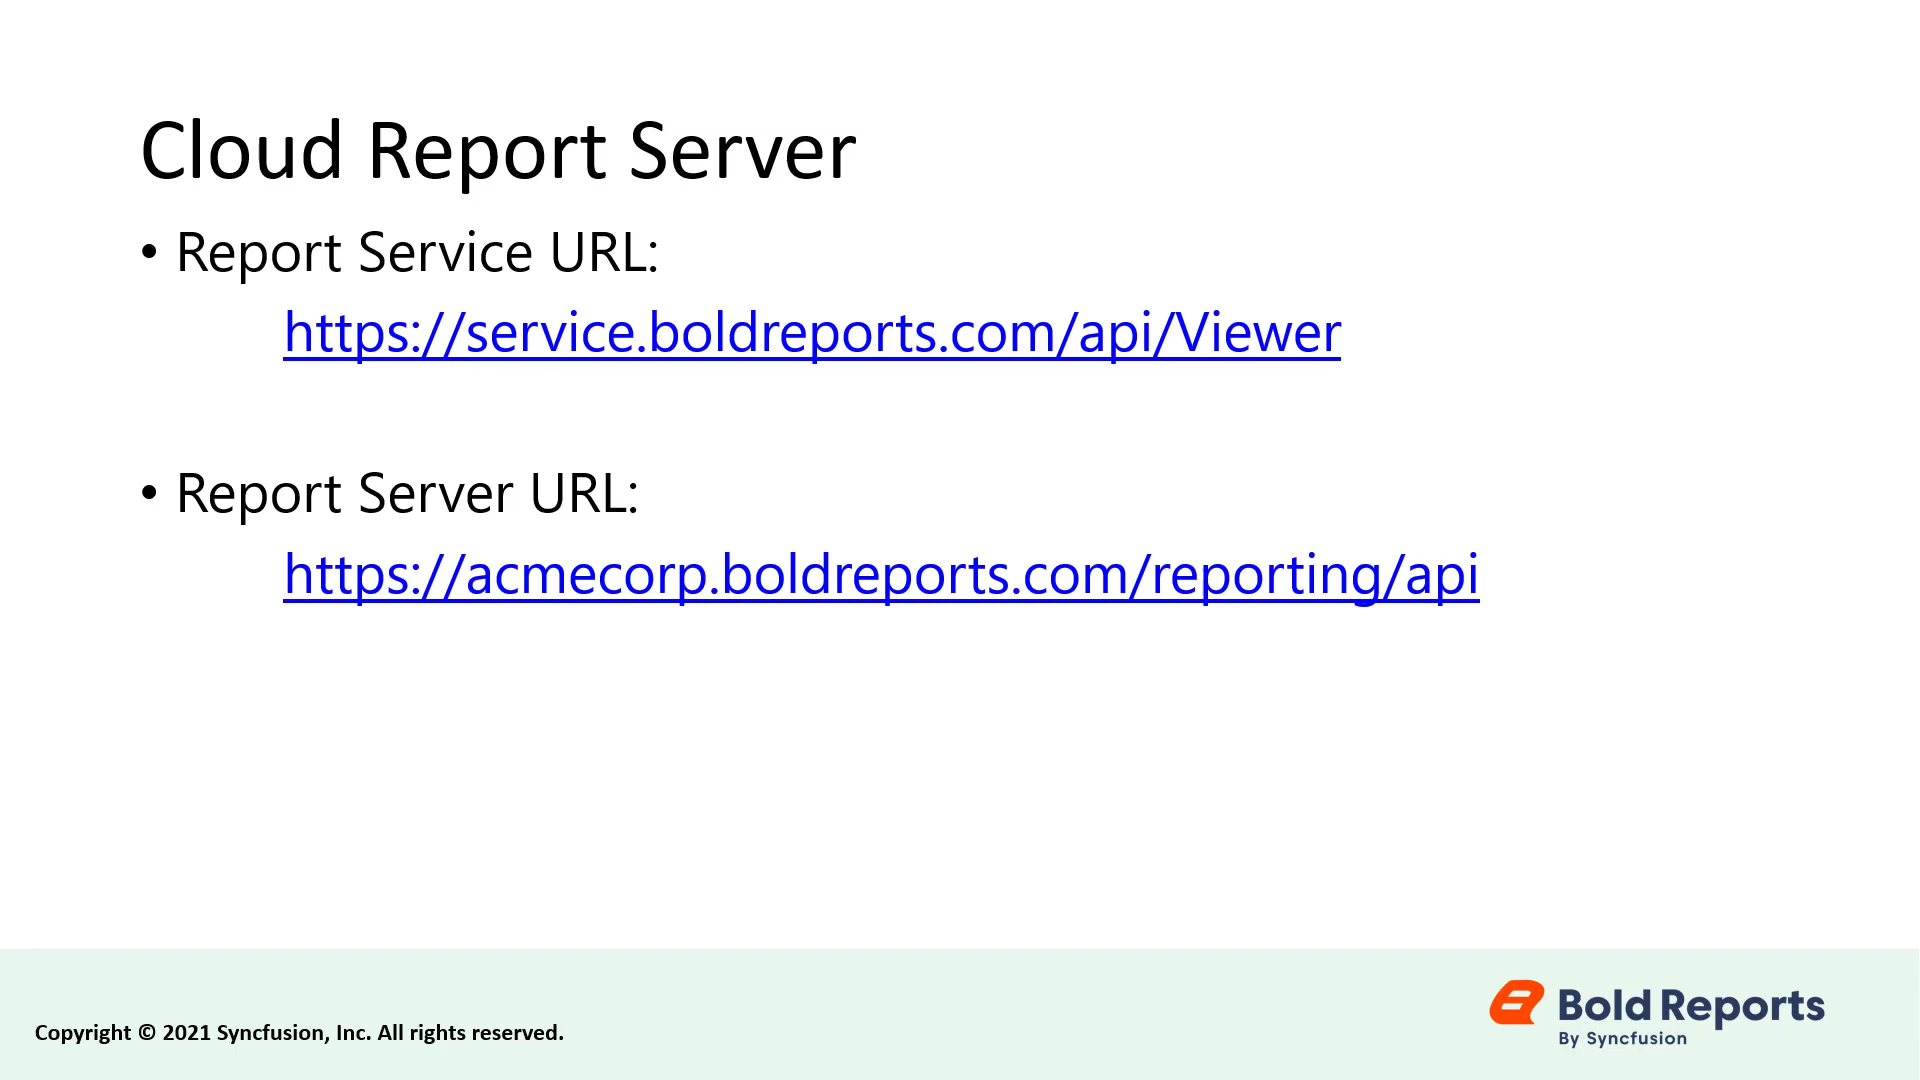 Cloud Report Server
• Report Service URL:
https://service.boldreports.com/api/Viewer
• Report Server URL:
https://acmecorp.boldreports.com/reporting/api
Copyright © 2021 Syncfusion, Inc. All rights reserved.
Bold Reports
By Syncfusion